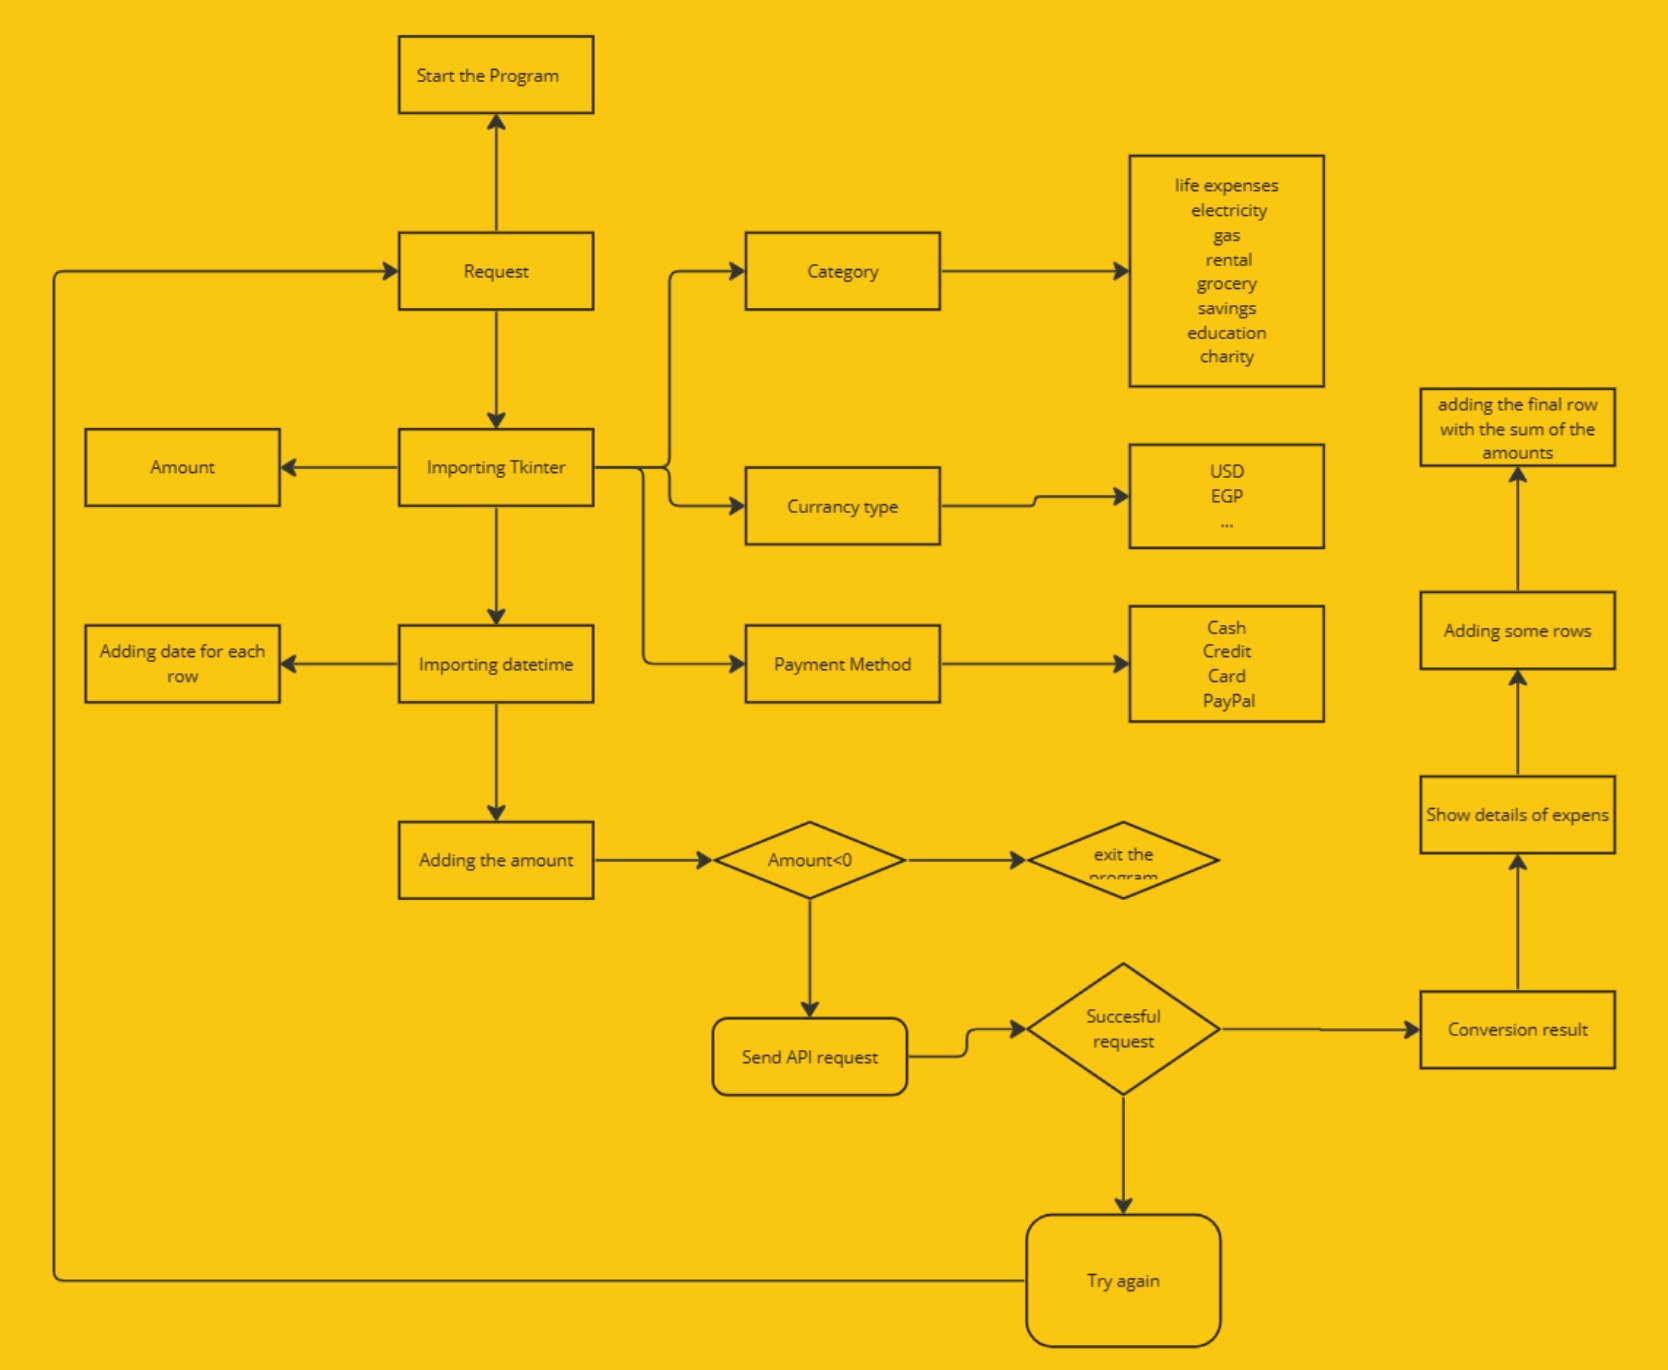 Start the Program
Request
Category
life expenses
electricity
gas
rental
grocery
savings
education
charity
Amount
Importing Tkinter
Currancy type
USD
EGP
...
adding the final row
with the sum of the
amounts
Adding date for each
row
Importing datetime
Payment Method
Cash
Credit
Card
PayPal
Adding some rows
Show details of expens
Adding the amount
Amount<0
exit the
program
Send API request
Succesful
request
Conversion result
Try again